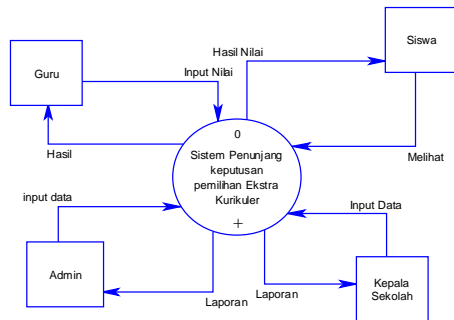 Hasil Nilai
Siswa
Guru
Input Nilai
0
Sistem Penunjang
keputusan
pemilihan Ekstra
Kurikuler
+
Hasil
Melihat
input data
Input Data
Admin
Laporan
Laporan
Kepala
Sekolah